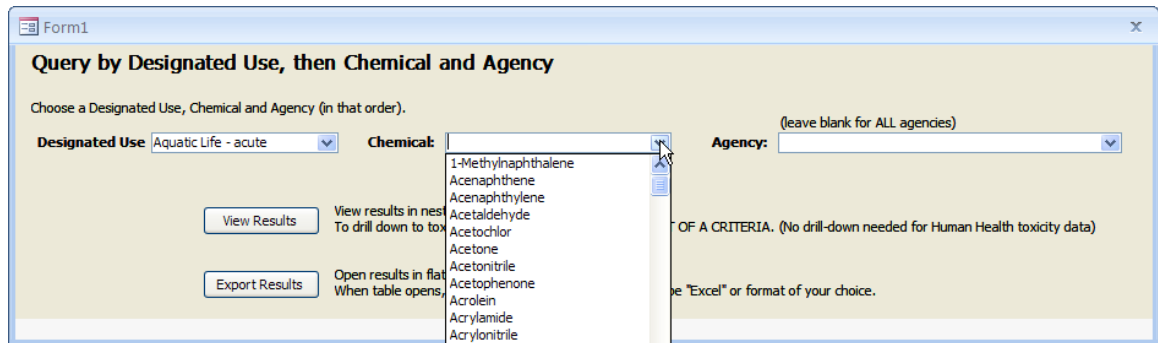 Form1
Query by Designated Use, then Chemical and Agency
Choose a Designated Use, Chemical and Agency (in that order).
(leave blank for ALL agencies)
Designated Use Aquatic Life - acute Chemical: Agency:
1-Methylnaphthalene
Acenaphthene
Acenaphthylene
Acetaldehyde
Acetochlor
Acetone
Acetonitrile
Acetophenone
Acrolein
Acrylamide
Acrylonitrile
View Results
View results in
To drill down to OF A CRITERIA. (No drill-down needed for Human Health toxicity data)
Export Results
Open results in
When table opens, "Excel" or format of your choice.